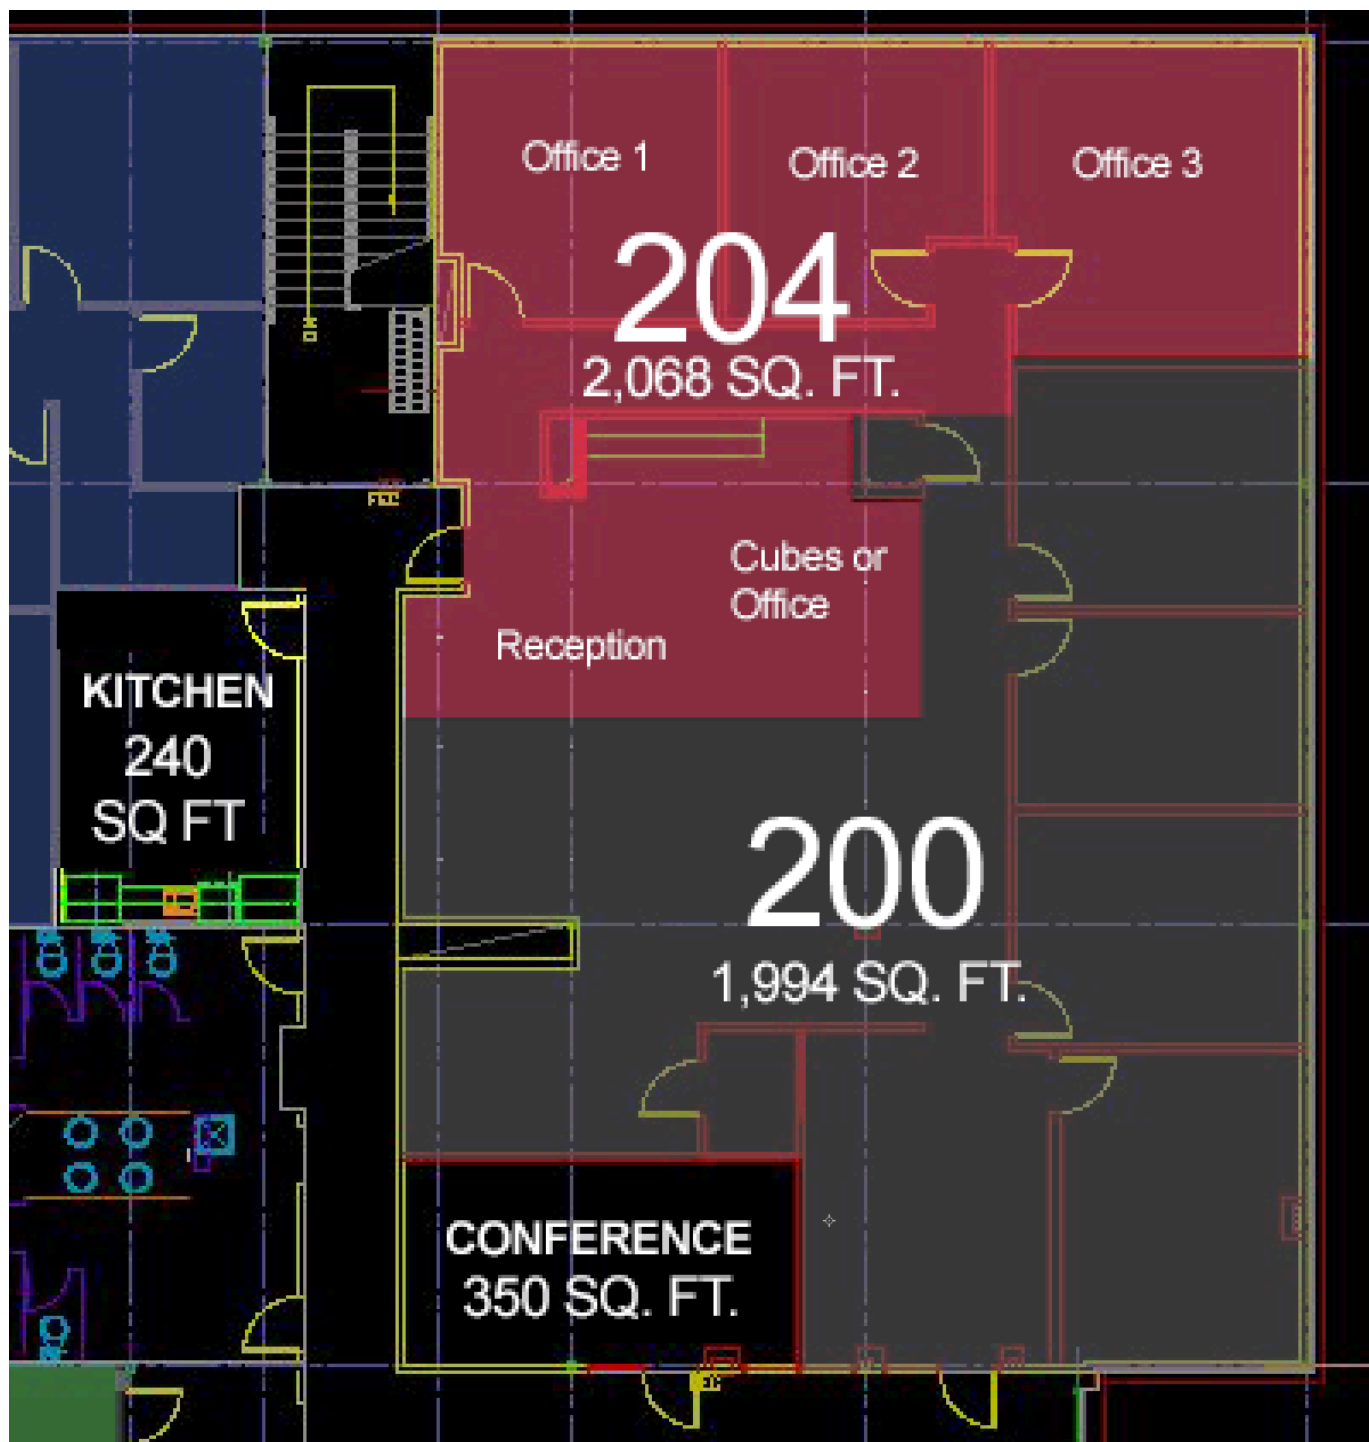 Office 1
Office 2
Office 3
204
2,068 SQ. FT.
Cubes or
Office
Reception
KITCHEN
240
SQ FT
200
1,994 SQ. FT.
CONFERENCE
350 SQ. FT.